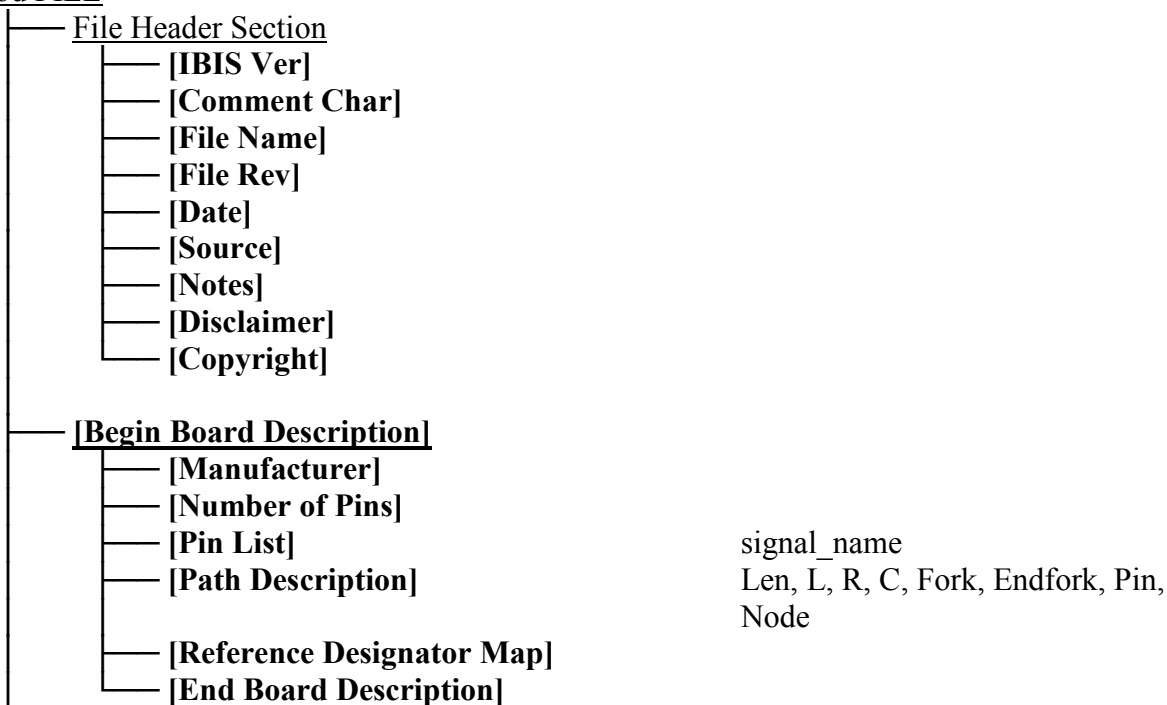 File Header Section
[IBIS Ver]
[Comment Char]
[File Name]
[File Rev]
[Date]
[Source]
[Notes]
[Disclaimer]
[Copyright]
[Begin Board Description]
[Manufacturer]
[Number of Pins]
[Pin List] signal_name
[Path Description] Len, L, R, C, Fork, Endfork, Pin,
Node
[Reference Designator Map]
[End Board Description]